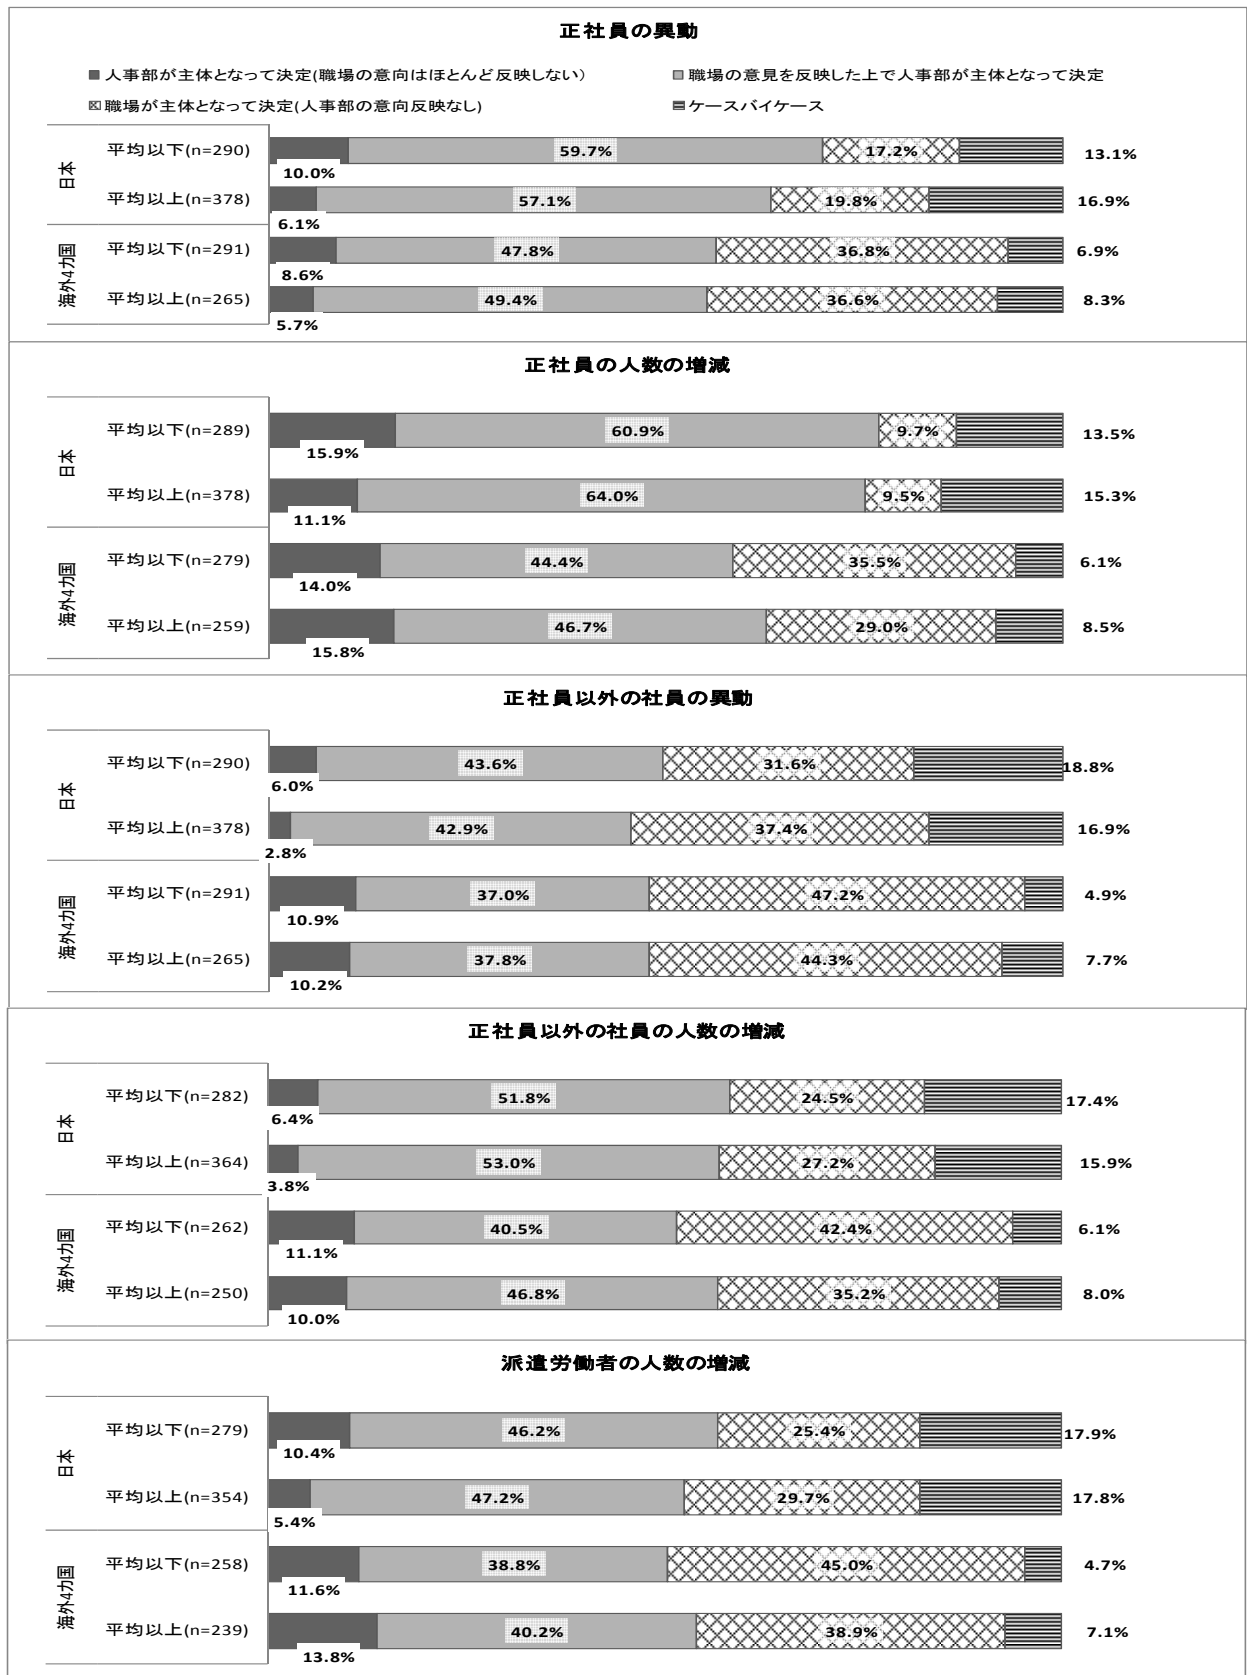 正社員の異動
人事部が主体となって決定(職場の意向はほとんど反映しない）
職場の意見を反映した上で人事部が主体となって決定
職場が主体となって決定(人事部の意向反映なし)
ケースバイケース
日本
平均以下(n=290)
10.0%
59.7%
17.2%
13.1%
平均以上(n=378)
6.1%
57.1%
19.8%
16.9%
海外4カ国
平均以下(n=291)
8.6%
47.8%
36.8%
6.9%
平均以上(n=265)
5.7%
49.4%
36.6%
8.3%
正社員の人数の増減
日本
平均以下(n=289)
15.9%
60.9%
9.7%
13.5%
平均以上(n=378)
11.1%
64.0%
9.5%
15.3%
海外4カ国
平均以下(n=279)
14.0%
44.4%
35.5%
6.1%
平均以上(n=259)
15.8%
46.7%
29.0%
8.5%
正社員以外の社員の異動
日本
平均以下(n=290)
6.0%
43.6%
31.6%
18.8%
平均以上(n=378)
2.8%
42.9%
37.4%
16.9%
海外4カ国
平均以下(n=291)
10.9%
37.0%
47.2%
4.9%
平均以上(n=265)
10.2%
37.8%
44.3%
7.7%
正社員以外の社員の人数の増減
日本
平均以下(n=282)
6.4%
51.8%
24.5%
17.4%
平均以上(n=364)
3.8%
53.0%
27.2%
15.9%
海外4カ国
平均以下(n=262)
11.1%
40.5%
42.4%
6.1%
平均以上(n=250)
10.0%
46.8%
35.2%
8.0%
派遣労働者の人数の増減
日本
平均以下(n=279)
10.4%
46.2%
25.4%
17.9%
平均以上(n=354)
5.4%
47.2%
29.7%
17.8%
海外4カ国
平均以下(n=258)
11.6%
38.8%
45.0%
4.7%
平均以上(n=239)
13.8%
40.2%
38.9%
7.1%